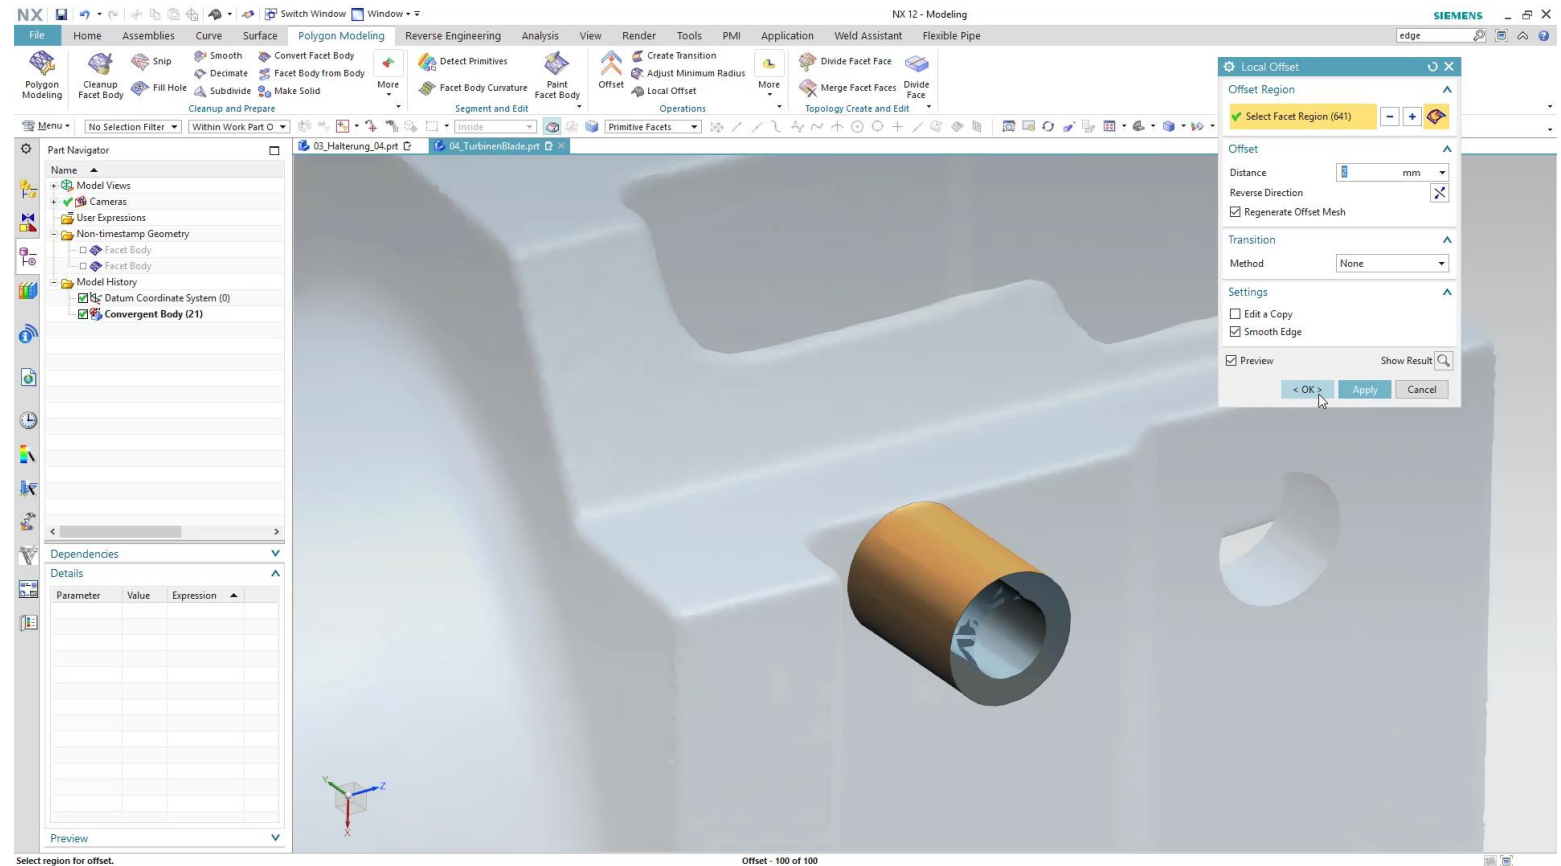 NX Switch Window Window NX 12 - Modeling SIEMENS
File Home Assemblies Curve Surface Polygon Modeling Reverse Engineering Analysis View Render Tools PMI Application Weld Assistant Flexible Pipe edge
Polygon Modeling
Cleanup Facet Body
Snip
Fill Hole
Smooth
Decimate
Subdivide
Convert Facet Body
Facet Body from Body
Make Solid
More
Cleanup and Prepare
Detect Primitives
Facet Body Curvature
Paint Facet Body
Segment and Edit
Offset
Create Transition
Adjust Minimum Radius
Local Offset
More
Operations
Divide Facet Face
Merge Facet Faces
Divide Face
Topology Create and Edit
Menu No Selection Filter Within Work Part O Inside Primitive Facets
Part Navigator
03_Halterung_04.prt 04_TurbinenBlade.prt
Name
Model Views
Cameras
User Expressions
Non-timestamp Geometry
Facet Body
Facet Body
Model History
Datum Coordinate System (0)
Convergent Body (21)
Dependencies
Details
Parameter Value Expression
Preview
Local Offset
Offset Region
Select Facet Region (641)
Offset
Distance 2 mm
Reverse Direction
Regenerate Offset Mesh
Transition
Method None
Settings
Edit a Copy
Smooth Edge
Preview Show Result
< OK > Apply Cancel
Y
Z
X
Select region for offset. Offset - 100 of 100